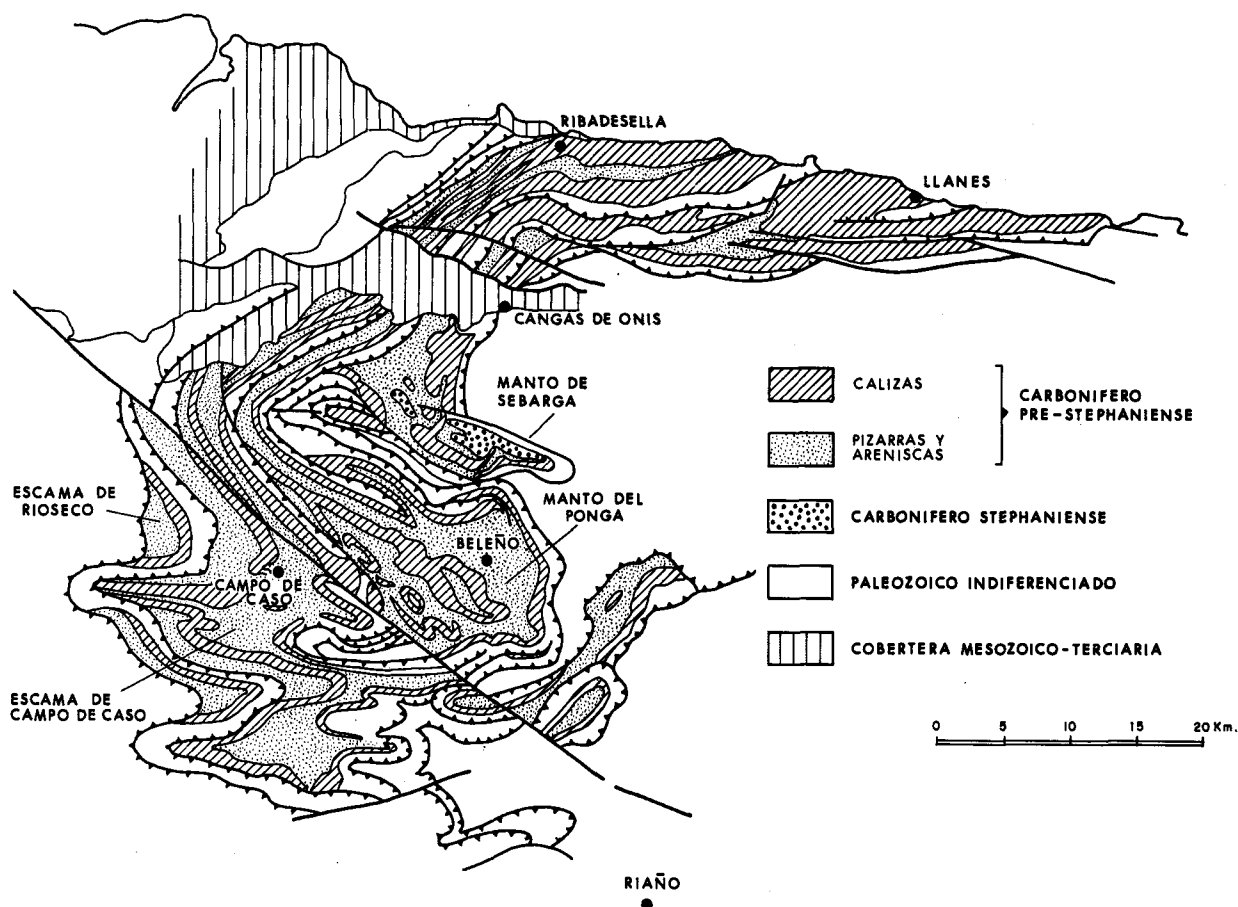 RIBADESELLA
LLANES
CANGAS DE ONIS
MANTO DE
SEBARGA
ESCAMA DE
RIOSECO
MANTO DEL
PONGA
BELEÑO
CAMPO DE
CASO
ESCAMA DE
CAMPO DE CASO
RIAÑO
CALIZAS
PIZARRAS Y
ARENISCAS
CARBONIFERO
PRE-STEPHANIENSE
CARBONIFERO STEPHANIENSE
PALEOZOICO INDIFERENCIADO
COBERTERA MESOZOICO-TERCIARIA
0 5 10 15 20 Km.